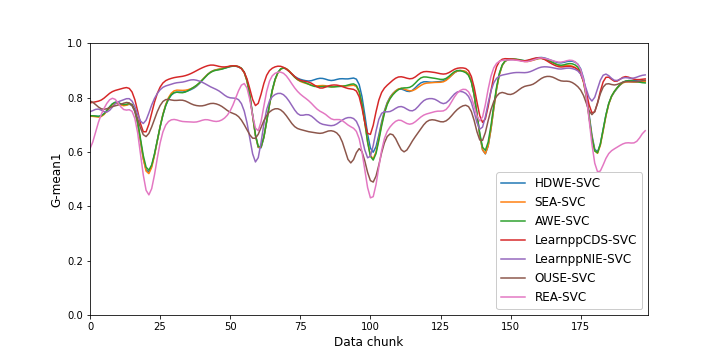 1.0
0.8
0.6
0.4
0.2
0.0
G-mean1
0
25
50
75
100
125
150
175
Data chunk
HDWE-SVC
SEA-SVC
AWE-SVC
LearnppCDS-SVC
LearnppNIE-SVC
OUSE-SVC
REA-SVC